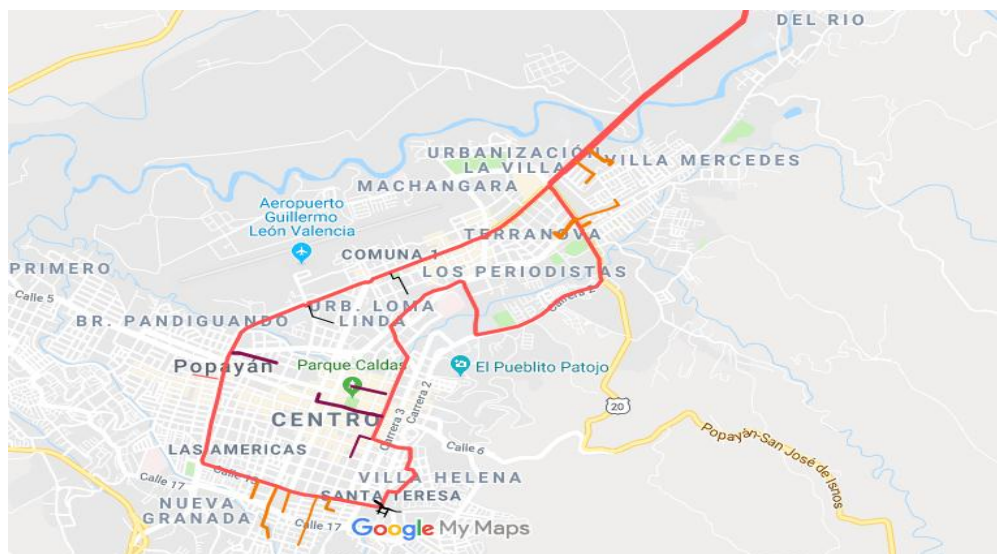 DEL RIO
URBANIZACIÓN
LA VILLA
VILLA MERCEDES
MACHANGARA
Aeropuerto
Guillermo
León Valencia
TERRANOVA
COMUNA 1
PRIMERO
LOS PERIODISTAS
Calle 5
Carrera 2
URB. LOMA
LINDA
BR. PANDIGUANDO
Popayán
Parque Caldas
El Pueblito Patojo
Carrera 2
20
CENTRO
Carrera 3
Calle 6
Popayán-San José de Isnos
LAS AMERICAS
Calle 17
Calle 15
VILLA HELENA
SANTA TERESA
NUEVA
GRANADA
Calle 17
Google My Maps